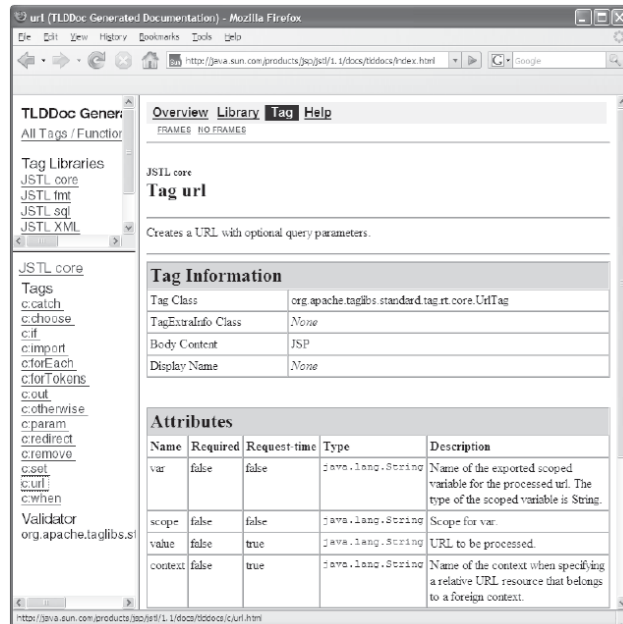 url (TLDDoc Generated Documentation) - Mozilla Firefox
File Edit View History Bookmarks Tools Help
http://java.sun.com/products/jsp/jstl/1.1/docs/tlddocs/index.html
Google
TLDDoc Genera
All Tags / Function
Tag Libraries
JSTL core
JSTL fmt
JSTL sql
JSTL XML
JSTL core
Tags
c:catch
c:choose
c:if
c:import
c:forEach
c:forTokens
c:out
c:otherwise
c:param
c:redirect
c:remove
c:set
c:url
c:when
Validator
org.apache.taglibs.st
Overview Library Tag Help
FRAMES NO FRAMES
JSTL core
Tag url
Creates a URL with optional query parameters.
Tag Information
Tag Class org.apache.taglibs.standard.tag.rt.core.UrlTag
TagExtraInfo Class None
Body Content JSP
Display Name None
Attributes
Name Required Request-time Type Description
var false false java.lang.String Name of the exported scoped
variable for the processed url. The
type of the scoped variable is String.
scope false false java.lang.String Scope for var.
value false true java.lang.String URL to be processed.
context false true java.lang.String Name of the context when specifying
a relative URL resource that belongs
to a foreign context.
http://java.sun.com/products/jsp/jstl/1.1/docs/tlddocs/c/url.html